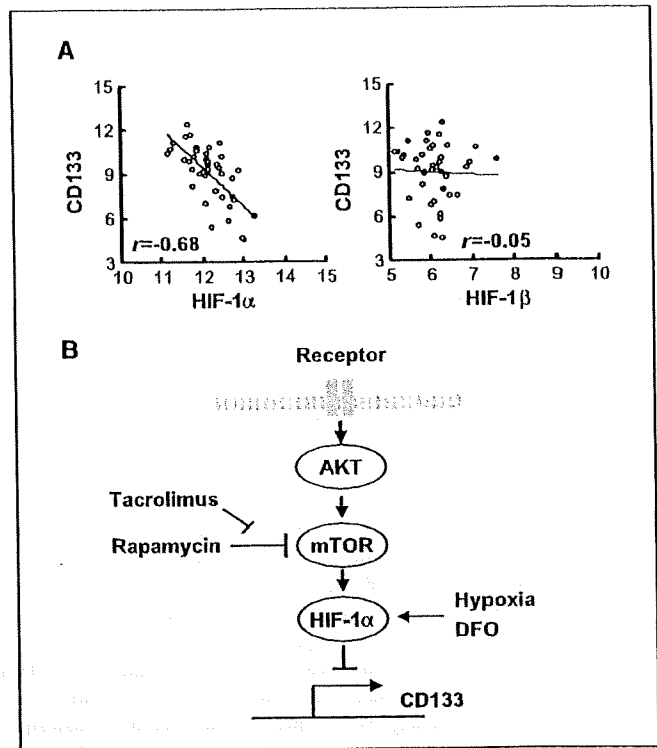 A
15
12
9
6
3
CD133
r=-0.68
10 11 12 13 14 15
HIF-1α
15
12
9
6
3
CD133
r=-0.05
5 6 7 8 9 10
HIF-1β
B
Receptor
AKT
Tacrolimus
Rapamycin
mTOR
HIF-1α
Hypoxia
DFO
CD133